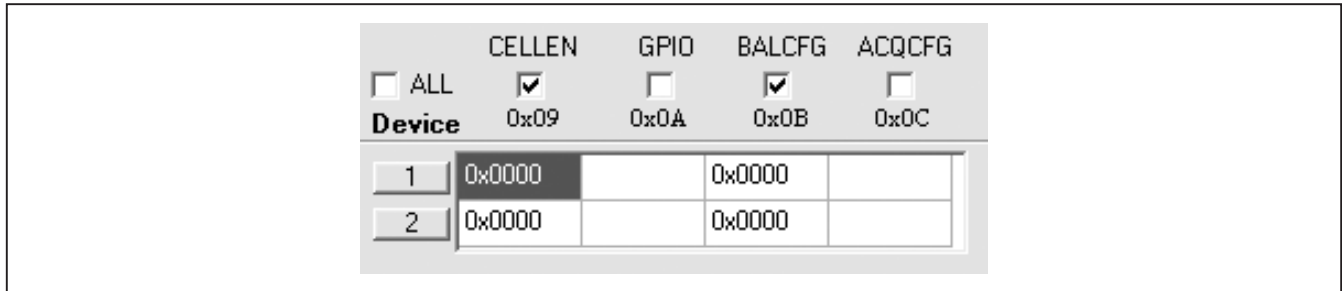 CELLEN GPIO BALCFG ACQCFG
ALL
Device 0x09 0x0A 0x0B 0x0C
1 0x0000 0x0000
2 0x0000 0x0000